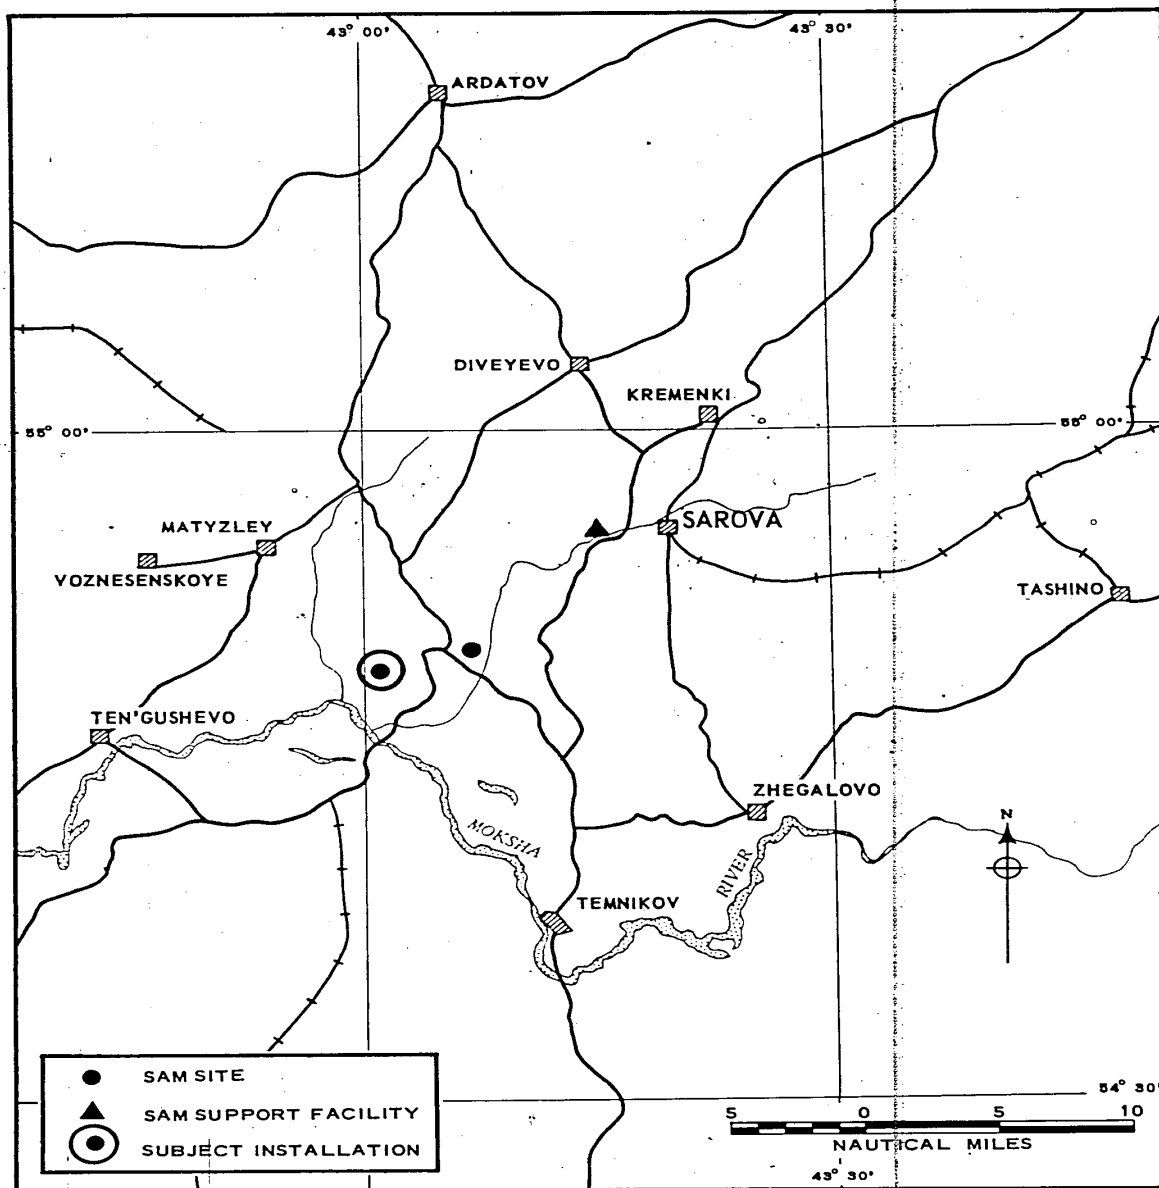 43° 00'
43° 30'
ARDATOV
DIVEYEVO
KREMENKI
55° 00'
55° 00'
MATYZLEY
SAROVA
VOZNESENSKOYE
TASHINO
TEN'GUSHEVO
ZHEGALOVO
MOKSHA
RIVER
N
TEMNIKOV
SAM SITE
SAM SUPPORT FACILITY
SUBJECT INSTALLATION
54° 30'
5 0 5 10
NAUTICAL MILES
43° 30'